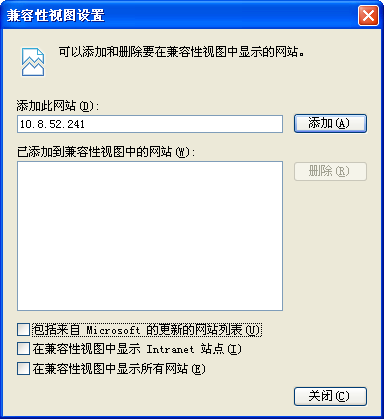 兼容性视图设置
可以添加和删除要在兼容性视图中显示的网站。
添加此网站(D):
10.8.52.241
添加(A)
已添加到兼容性视图中的网站(W):
删除(R)
包括来自 Microsoft 的更新的网站列表(U)
在兼容性视图中显示 Intranet 站点(I)
在兼容性视图中显示所有网站(E)
关闭(C)